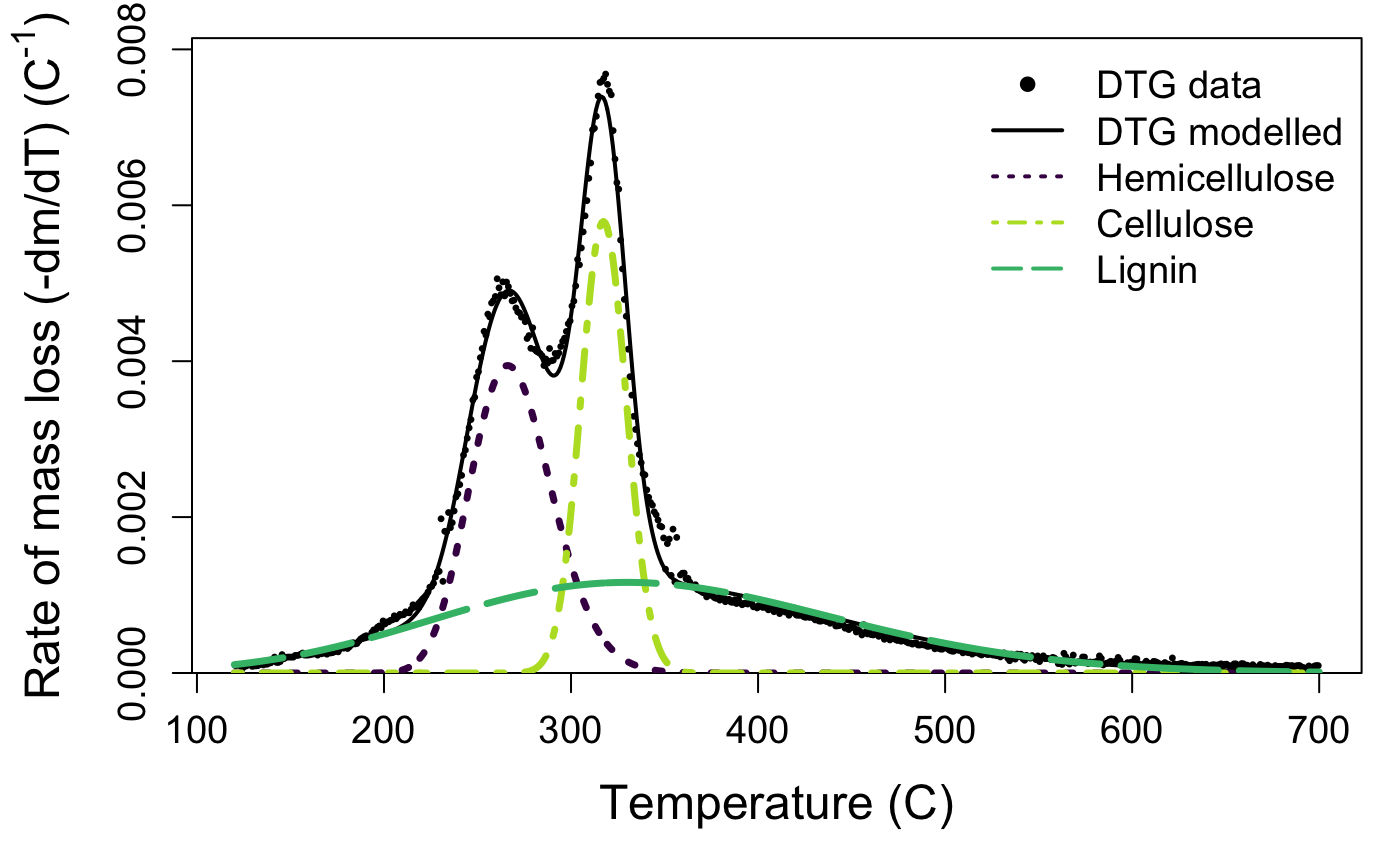 Rate of mass loss (-dm/dT) (C⁻¹)
0.008
0.006
0.004
0.002
0.000
DTG data
DTG modelled
Hemicellulose
Cellulose
Lignin
100 200 300 400 500 600 700
Temperature (C)